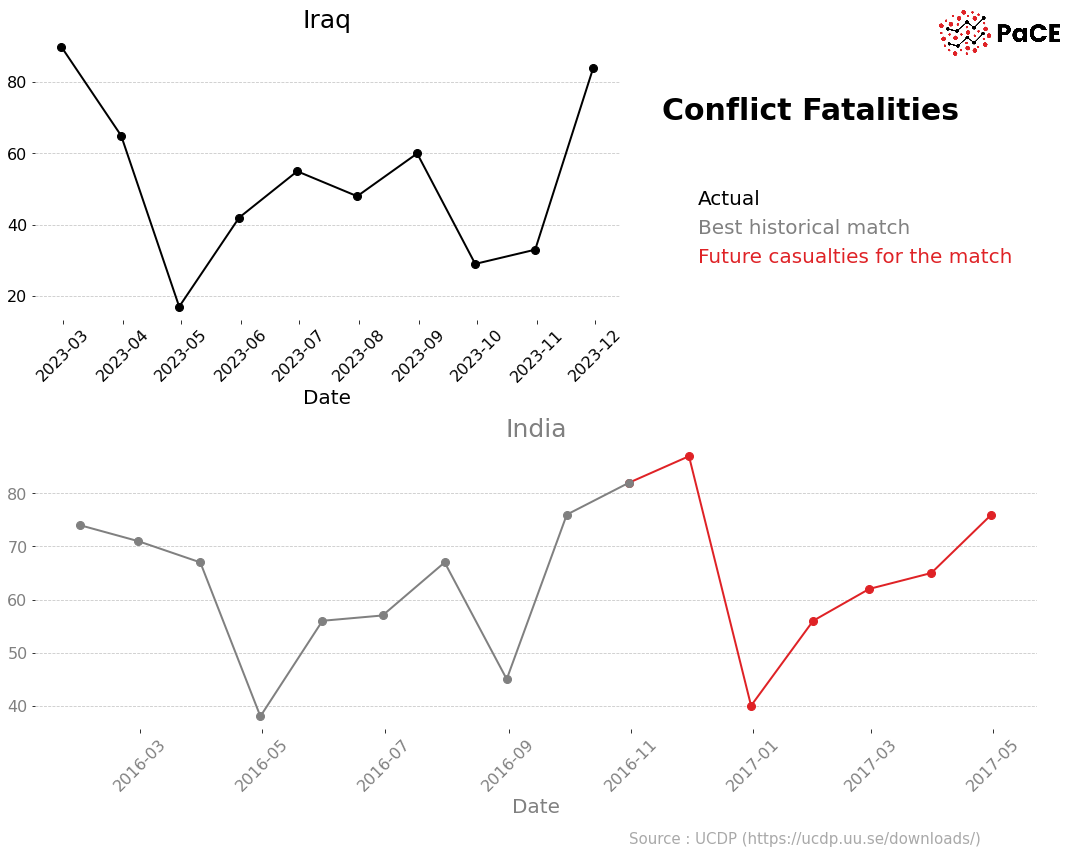 Iraq
PaCE
Conflict Fatalities
80
60
40
20
Actual
Best historical match
Future casualties for the match
2023-03 2023-04 2023-05 2023-06 2023-07 2023-08 2023-09 2023-10 2023-11 2023-12
Date
India
80
70
60
50
40
2016-03 2016-05 2016-07 2016-09 2016-11 2017-01 2017-03 2017-05
Date
Source : UCDP (https://ucdp.uu.se/downloads/)